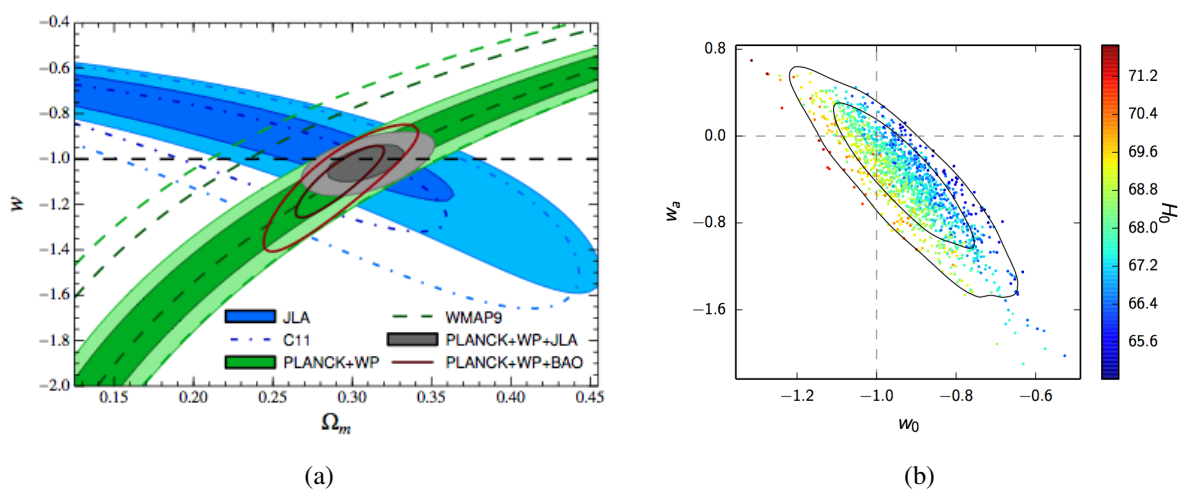 −0.4
−0.6
−0.8
−1.0
−1.2
−1.4
−1.6
−1.8
−2.0
w
0.15 0.20 0.25 0.30 0.35 0.40 0.45
Ωm
JLA
C11
PLANCK+WP
WMAP9
PLANCK+WP+JLA
PLANCK+WP+BAO
(a)
0.8
0.0
−0.8
−1.6
wa
−1.2 −1.0 −0.8 −0.6
w0
71.2
70.4
69.6
68.8
68.0
67.2
66.4
65.6
H0
(b)